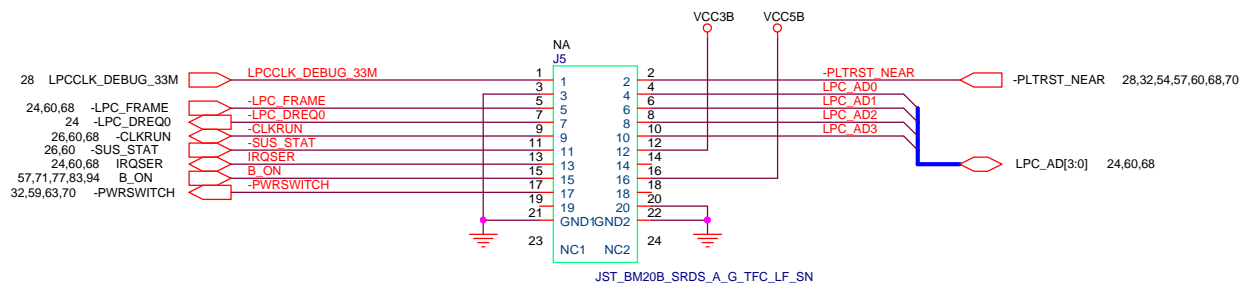 VCC3B VCC5B
NA
J5
28 LPCCLK_DEBUG_33M LPCCLK_DEBUG_33M 1 1 2 2 -PLTRST_NEAR -PLTRST_NEAR 28,32,54,57,60,68,70
3 3 4 4 LPC_AD0
24,60,68 -LPC_FRAME -LPC_FRAME 5 5 6 6 LPC_AD1
24 -LPC_DREQ0 -LPC_DREQ0 7 7 8 8 LPC_AD2
26,60,68 -CLKRUN -CLKRUN 9 9 10 10 LPC_AD3
26,60 -SUS_STAT -SUS_STAT 11 11 12 12
24,60,68 IRQSER IRQSER 13 13 14 14 LPC_AD[3:0] 24,60,68
57,71,77,83,94 B_ON B_ON 15 15 16 16
32,59,63,70 -PWRSWITCH -PWRSWITCH 17 17 18 18
19 19 20 20
21 GND1 GND2 22
23 NC1 NC2 24
JST_BM20B_SRDS_A_G_TFC_LF_SN